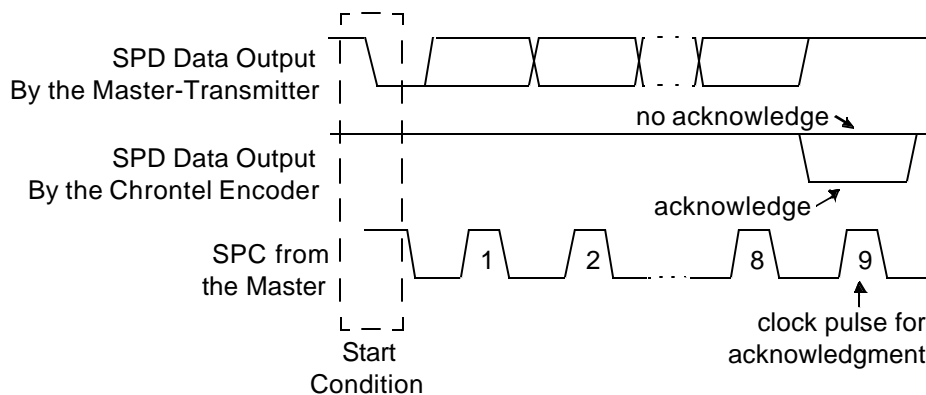 SPD Data Output
By the Master-Transmitter
no acknowledge
SPD Data Output
By the Chrontel Encoder
acknowledge
SPC from
the Master
1
2
8
9
clock pulse for
acknowledgment
Start
Condition